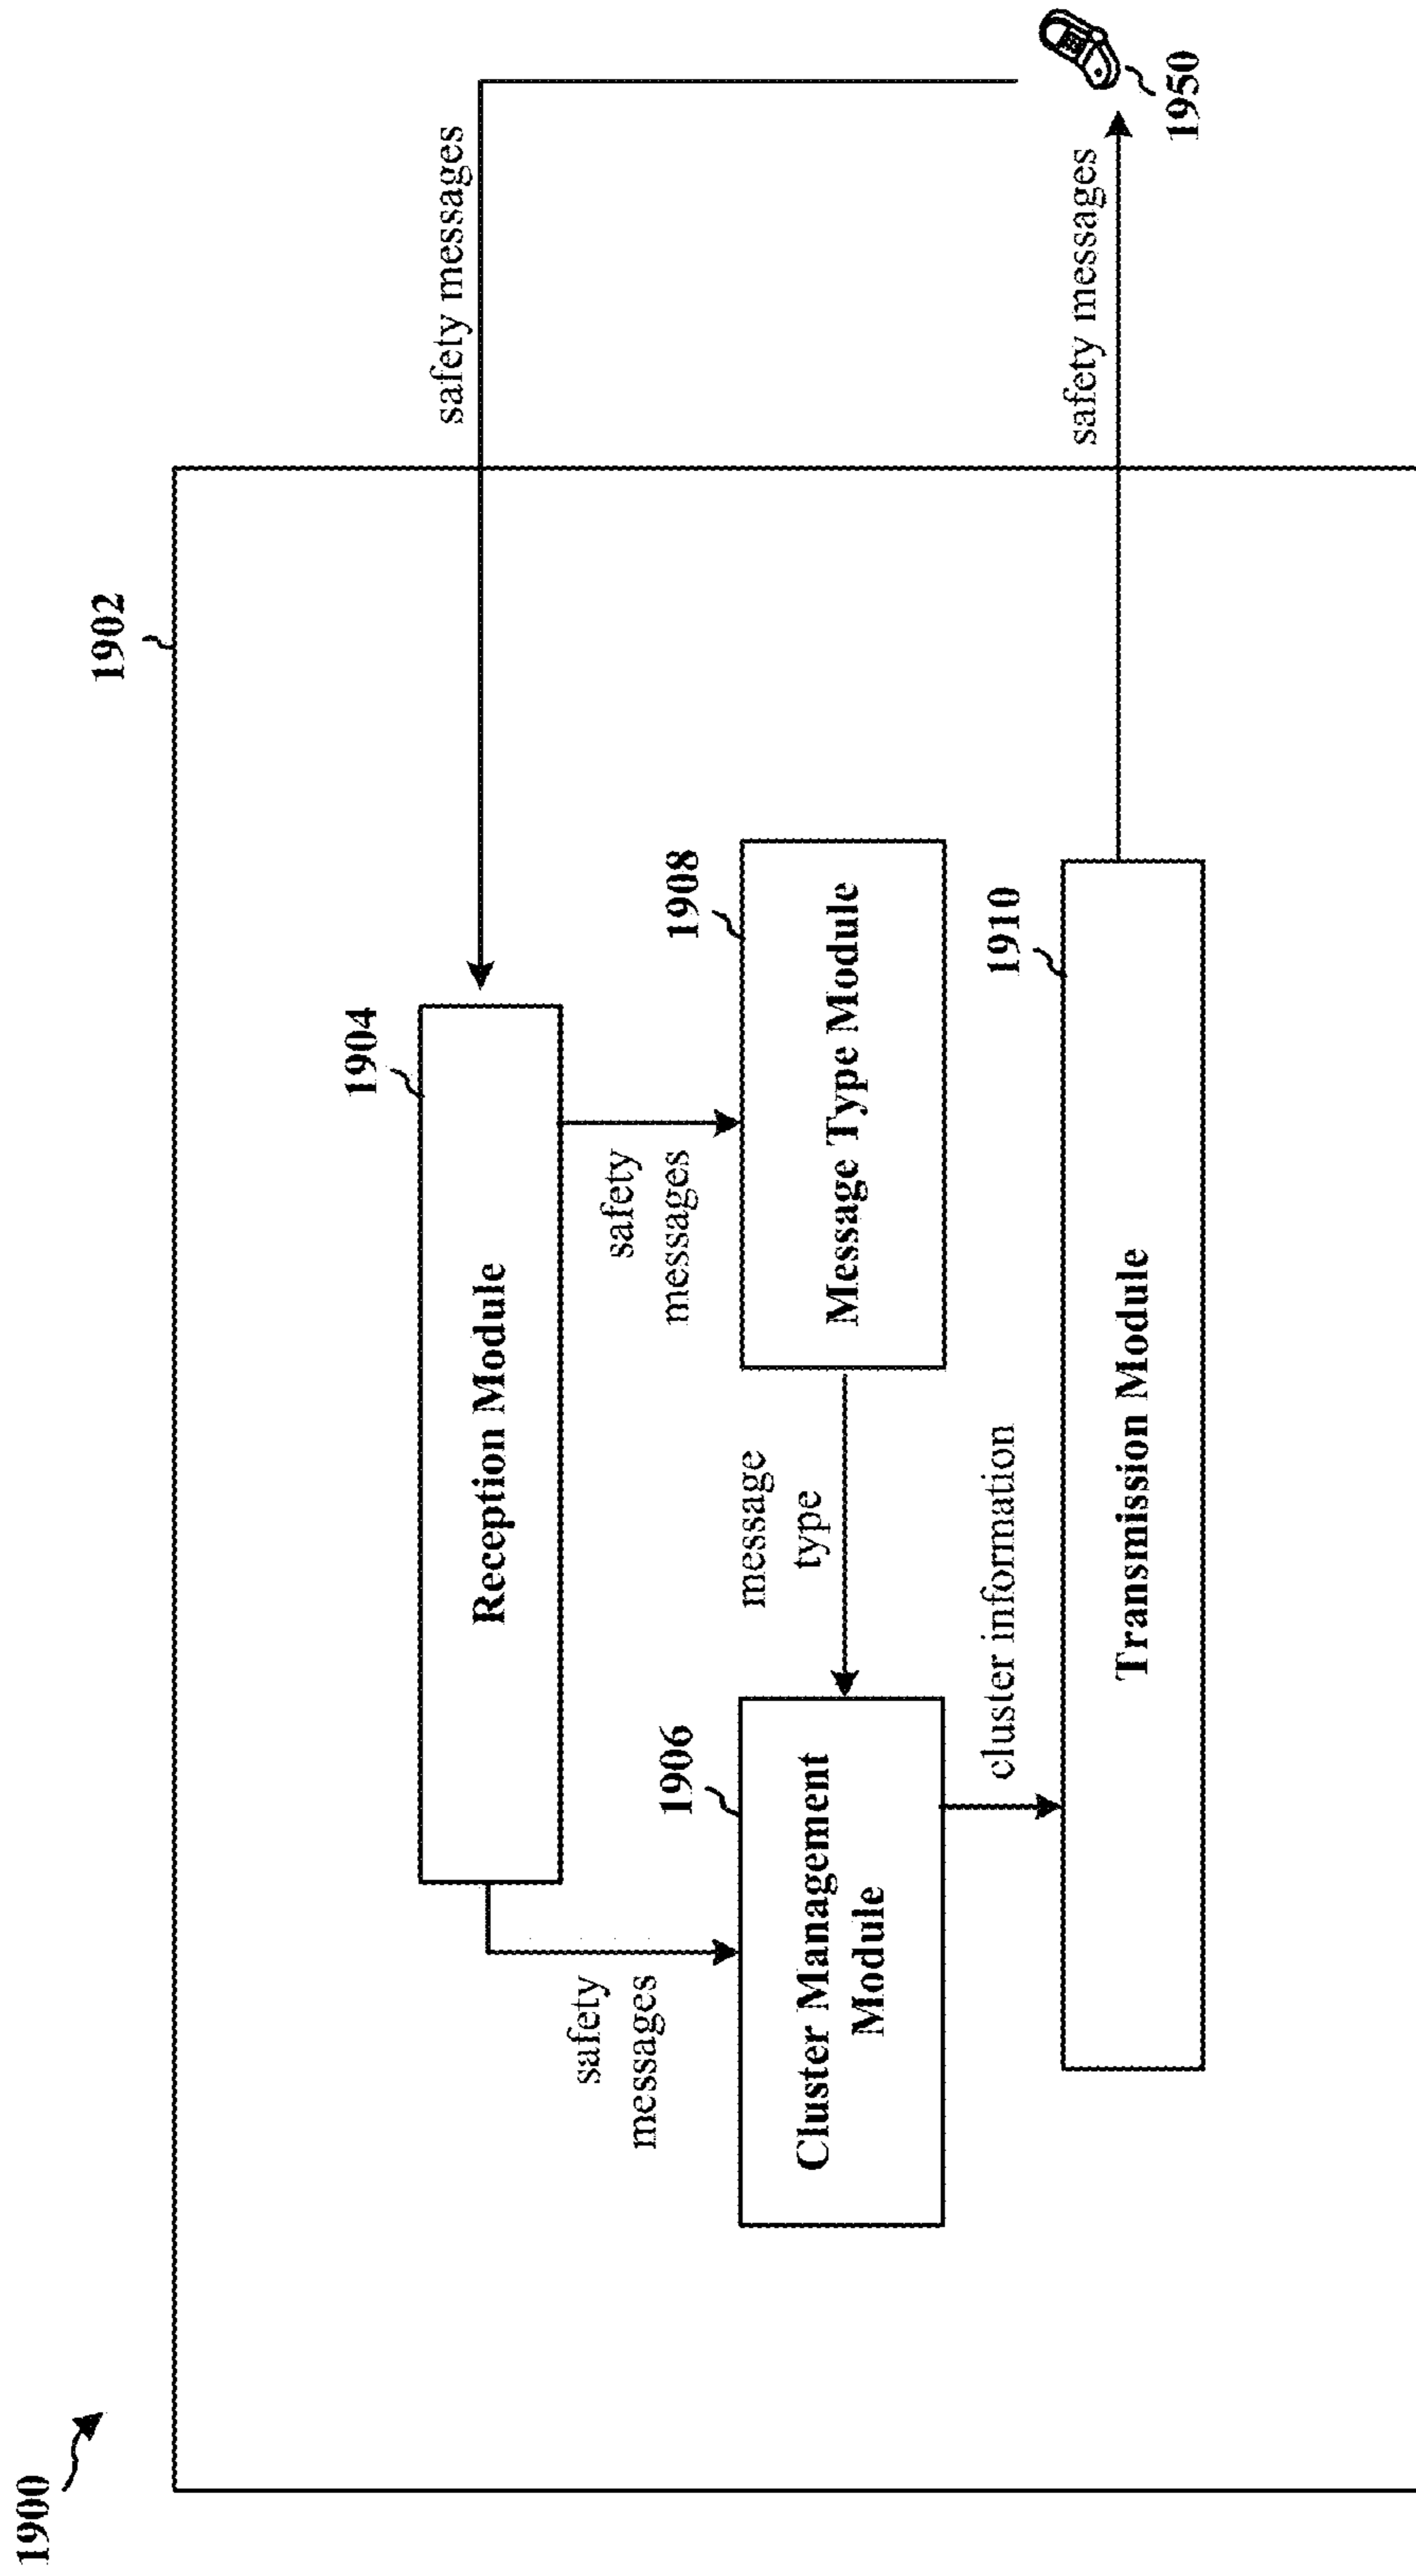 1900
1902
1904
Reception Module
safety messages
safety
messages
safety
messages
1906
Cluster Management
Module
message
type
1908
Message Type Module
cluster information
1910
Transmission Module
safety messages
1950